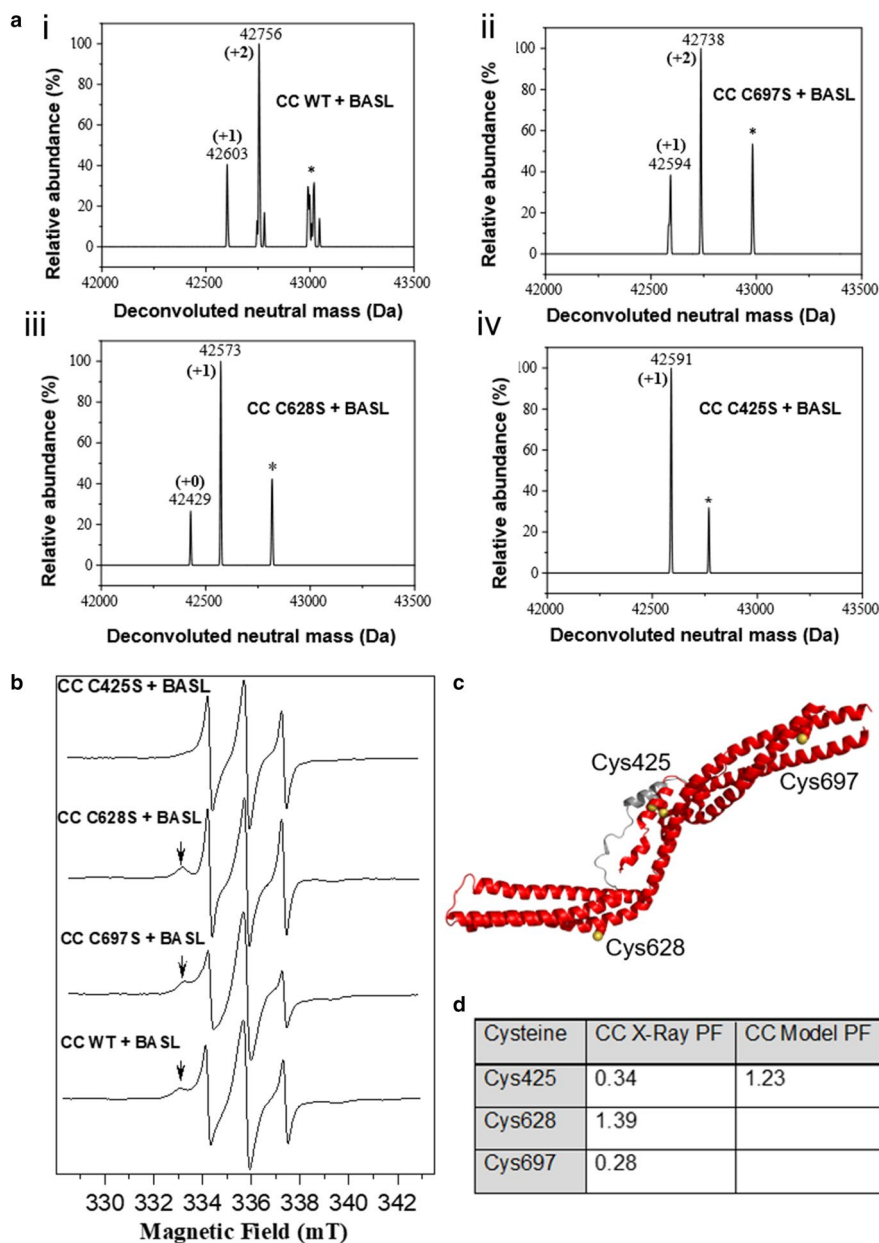 a
i
Relative abundance (%)
100
80
60
40
20
0
42756
(+2)
(+1)
42603
CC WT + BASL
*
42000
42500
43000
43500
Deconvoluted neutral mass (Da)
ii
Relative abundance (%)
100
80
60
40
20
0
42738
(+2)
(+1)
42594
CC C697S + BASL
*
42000
42500
43000
43500
Deconvoluted neutral mass (Da)
iii
Relative abundance (%)
100
80
60
40
20
0
42573
(+1)
(+0)
42429
CC C628S + BASL
*
42000
42500
43000
43500
Deconvoluted neutral mass (Da)
iv
Relative abundance (%)
100
80
60
40
20
0
42591
(+1)
CC C425S + BASL
*
42000
42500
43000
43500
Deconvoluted neutral mass (Da)
b
CC C425S + BASL
CC C628S + BASL
CC C697S + BASL
CC WT + BASL
330 332 334 336 338 340 342
Magnetic Field (mT)
c
Cys425
Cys697
Cys628
d
Cysteine CC X-Ray PF CC Model PF
Cys425 0.34 1.23
Cys628 1.39
Cys697 0.28